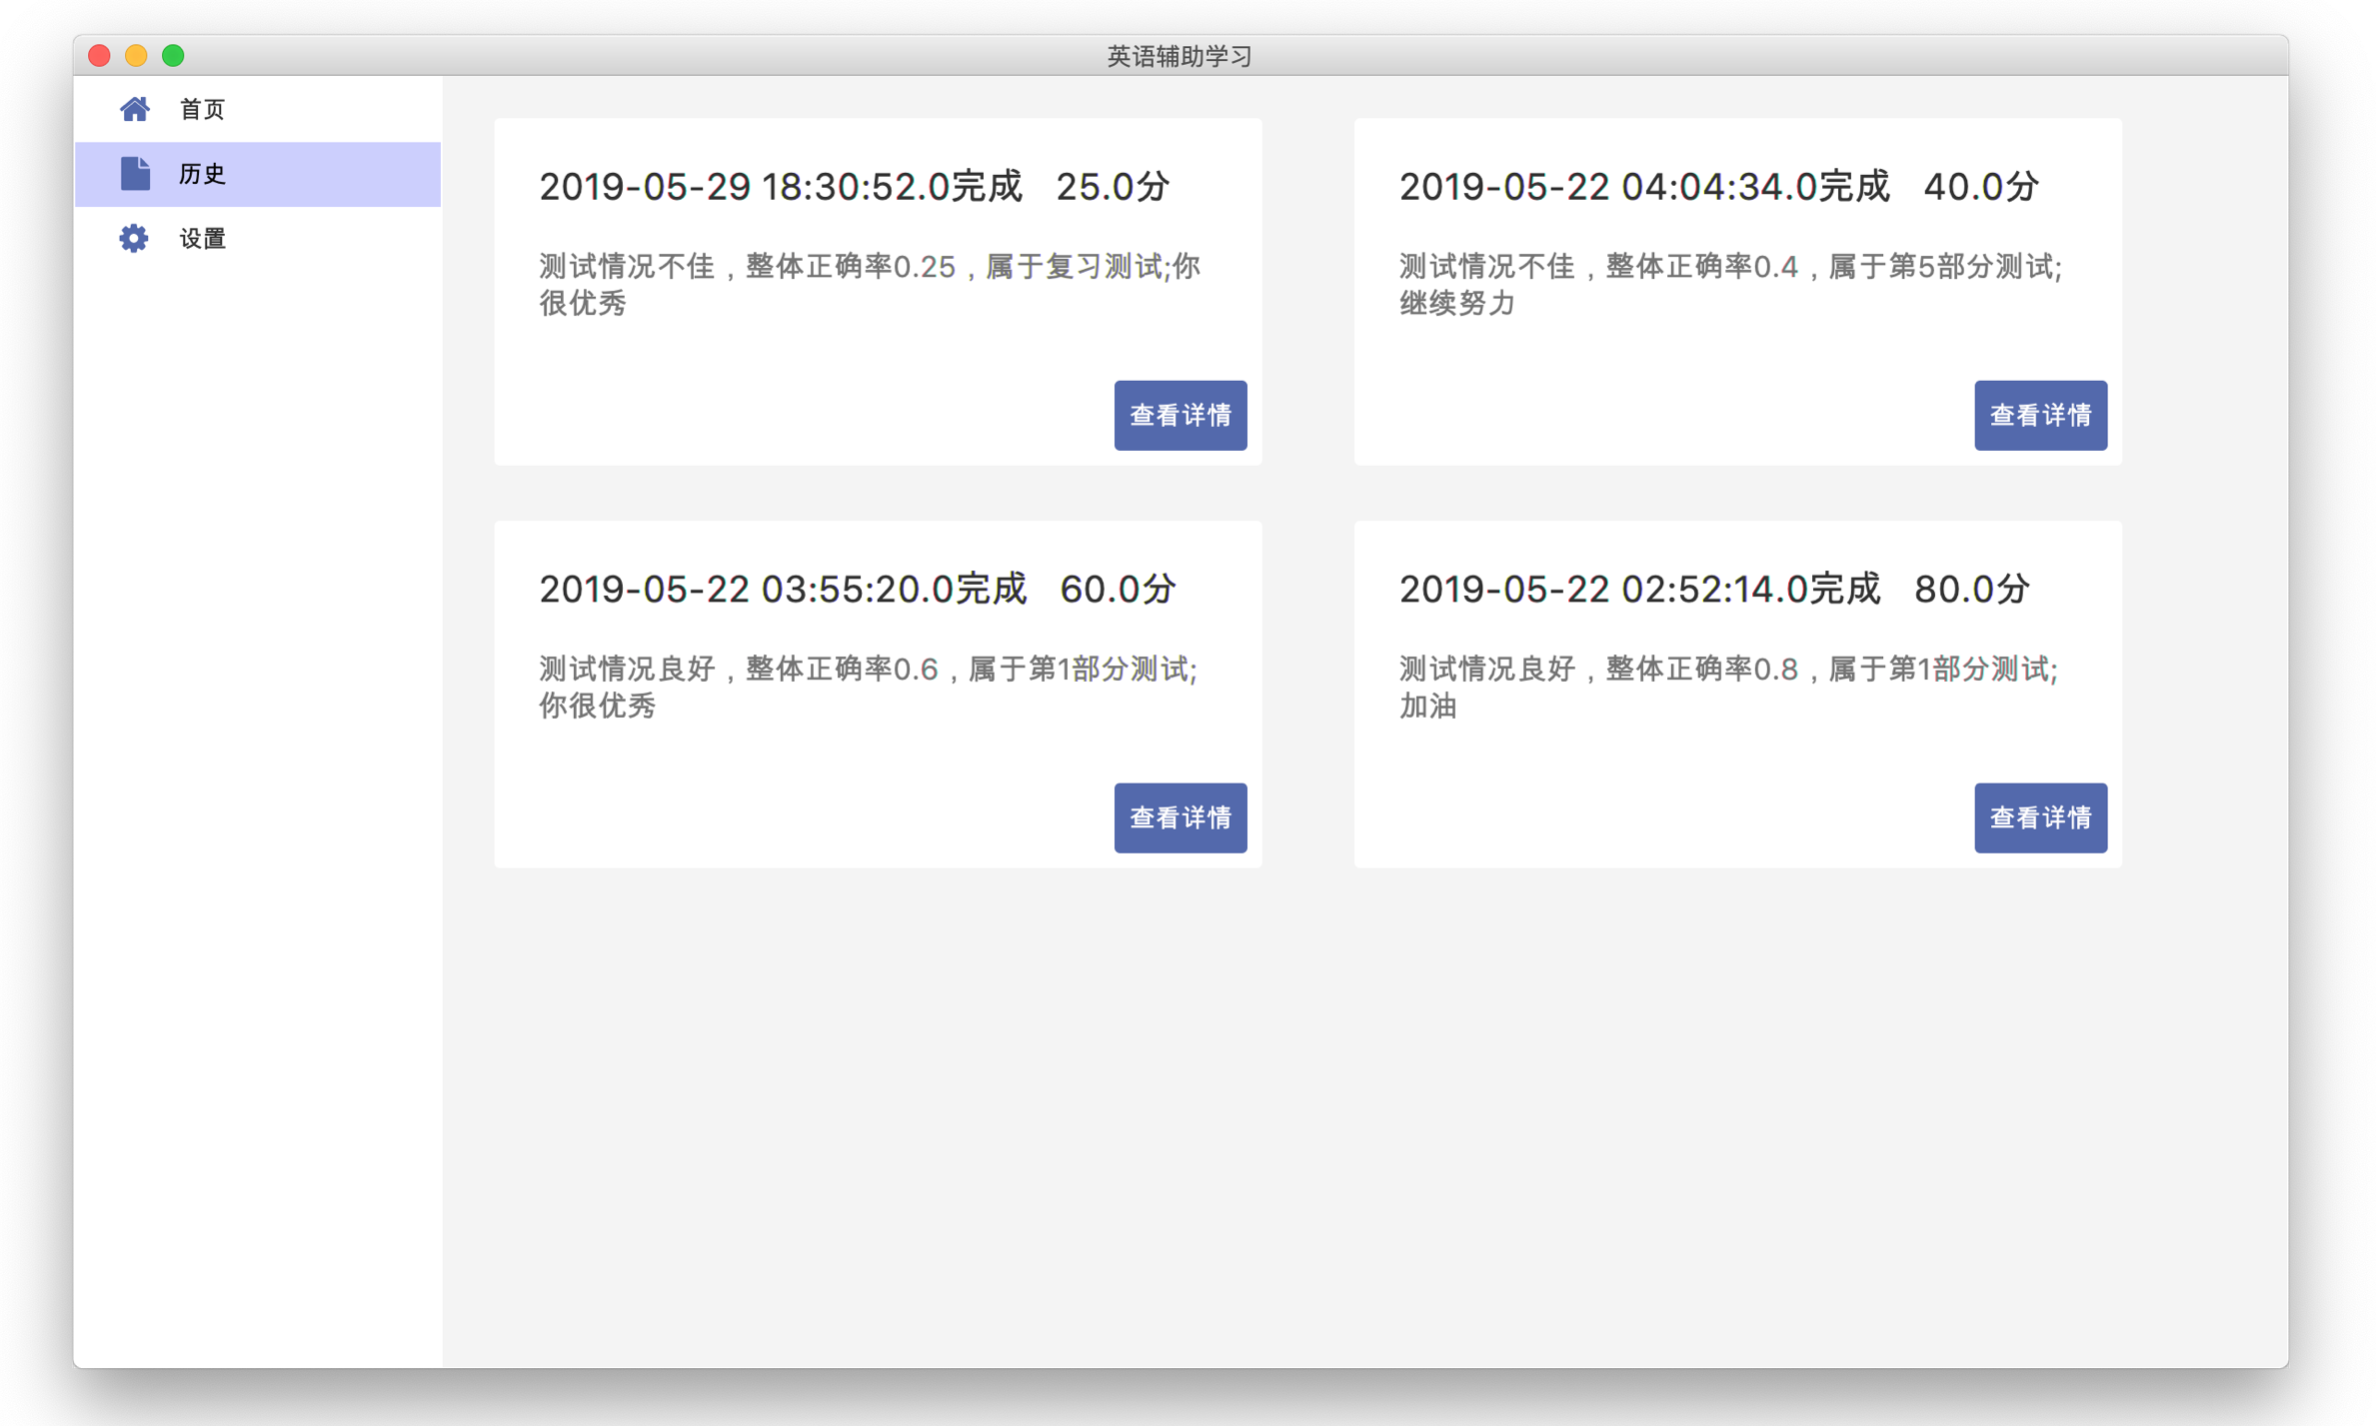 英语辅助学习
首页
历史
设置
2019-05-29 18:30:52.0完成 25.0分
测试情况不佳，整体正确率0.25，属于复习测试;你
很优秀
查看详情
2019-05-22 04:04:34.0完成 40.0分
测试情况不佳，整体正确率0.4，属于第5部分测试;
继续努力
查看详情
2019-05-22 03:55:20.0完成 60.0分
测试情况良好，整体正确率0.6，属于第1部分测试;
你很优秀
查看详情
2019-05-22 02:52:14.0完成 80.0分
测试情况良好，整体正确率0.8，属于第1部分测试;
加油
查看详情